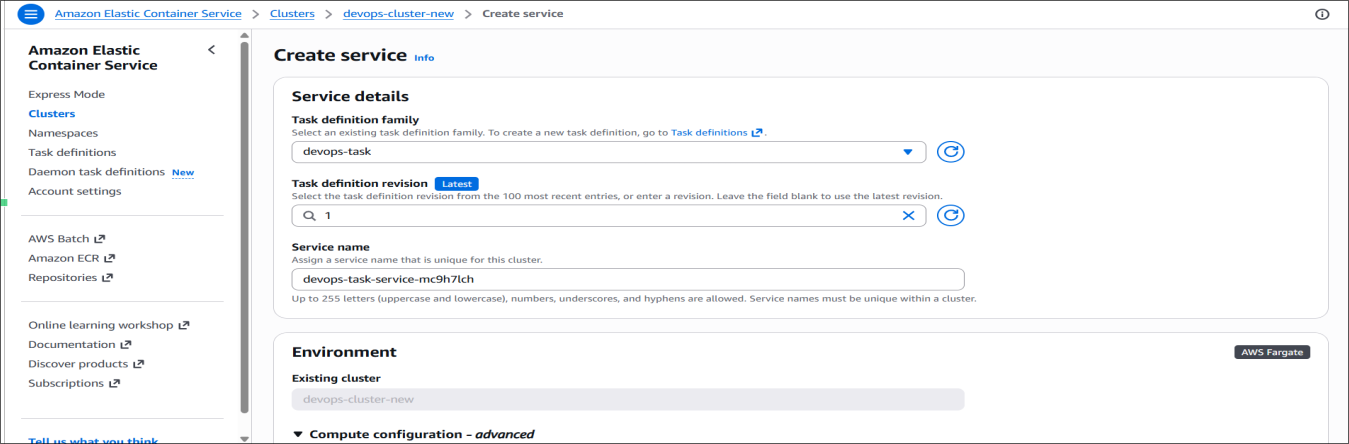 Amazon Elastic Container Service > Clusters > devops-cluster-new > Create service
Amazon Elastic
Container Service
Express Mode
Clusters
Namespaces
Task definitions
Daemon task definitions New
Account settings
AWS Batch
Amazon ECR
Repositories
Online learning workshop
Documentation
Discover products
Subscriptions
Tell us what you think
Create service Info
Service details
Task definition family
Select an existing task definition family. To create a new task definition, go to Task definitions .
devops-task
Task definition revision Latest
Select the task definition revision from the 100 most recent entries, or enter a revision. Leave the field blank to use the latest revision.
1
Service name
Assign a service name that is unique for this cluster.
devops-task-service-mc9h7lch
Up to 255 letters (uppercase and lowercase), numbers, underscores, and hyphens are allowed. Service names must be unique within a cluster.
Environment AWS Fargate
Existing cluster
devops-cluster-new
Compute configuration - advanced